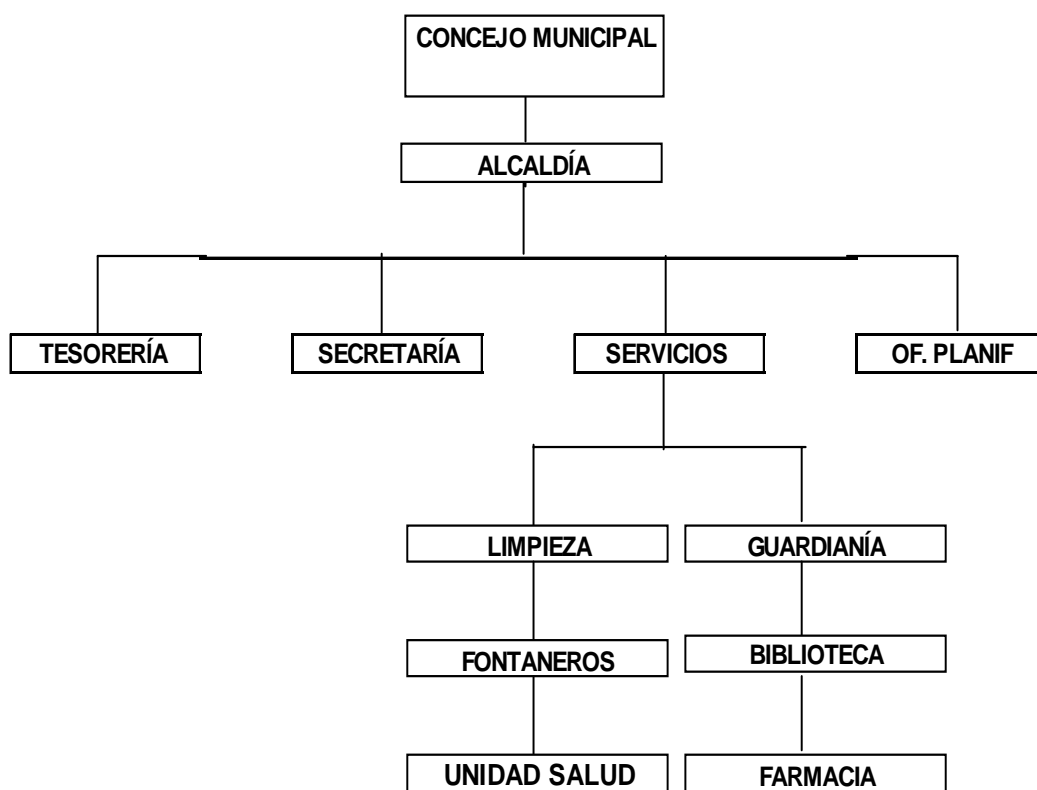 CONCEJO MUNICIPAL
ALCALDÍA
TESORERÍA
SECRETARÍA
SERVICIOS
OF. PLANIF
LIMPIEZA
GUARDIANÍA
FONTANEROS
BIBLIOTECA
UNIDAD SALUD
FARMACIA